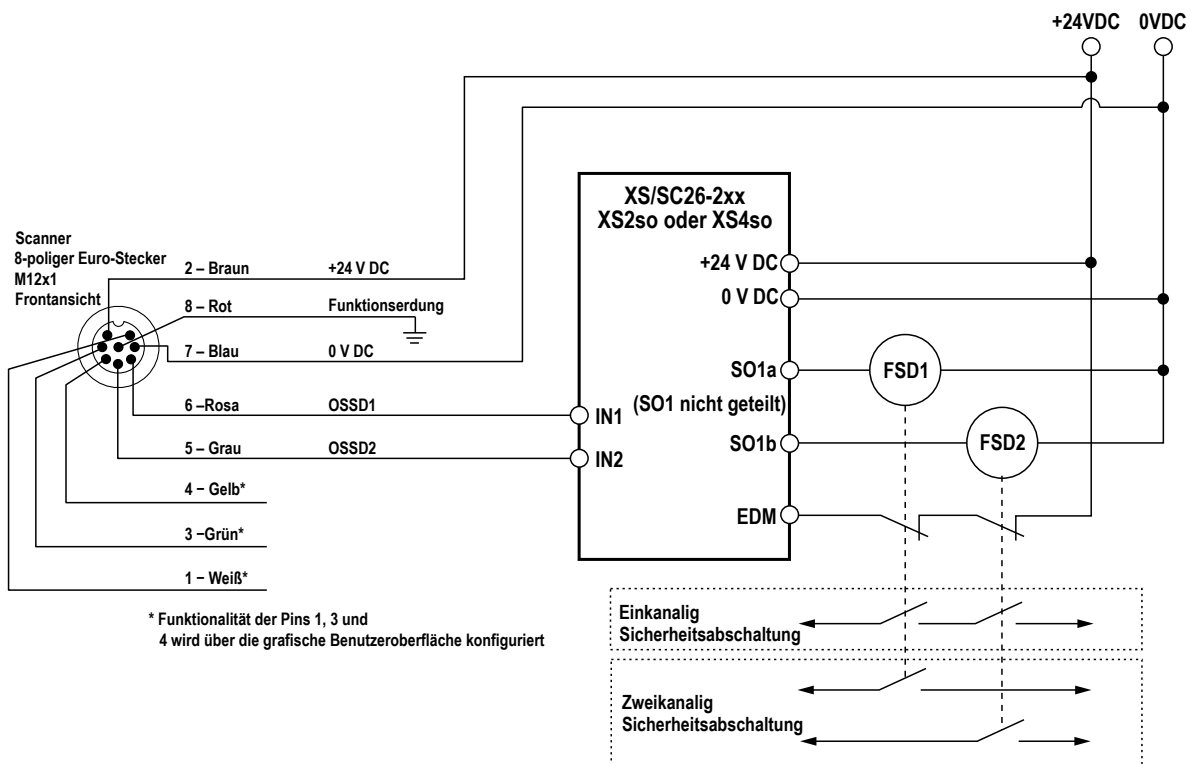 +24VDC 0VDC
XS/SC26-2xx
XS2so oder XS4so
Scanner
8-poliger Euro-Stecker
M12x1
Frontansicht
2 – Braun +24 V DC
8 – Rot Funktionserdung
7 – Blau 0 V DC
6 –Rosa OSSD1
5 – Grau OSSD2
4 – Gelb*
3 –Grün*
1 – Weiß*
* Funktionalität der Pins 1, 3 und
4 wird über die grafische Benutzeroberfläche konfiguriert
IN1
IN2
+24 V DC
0 V DC
SO1a
(SO1 nicht geteilt)
SO1b
EDM
FSD1
FSD2
Einkanalig
Sicherheitsabschaltung
Zweikanalig
Sicherheitsabschaltung